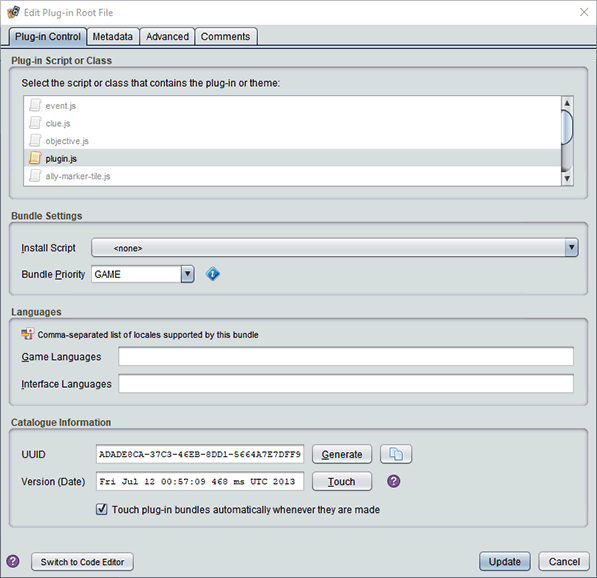 Edit Plug-in Root File
Plug-in Control Metadata Advanced Comments
Plug-in Script or Class
Select the script or class that contains the plug-in or theme:
event.js
clue.js
objective.js
plugin.js
ally-marker-tile.js
Bundle Settings
Install Script <none>
Bundle Priority GAME
Languages
Comma-separated list of locales supported by this bundle
Game Languages
Interface Languages
Catalogue Information
UUID ADADE8CA-37C3-46EB-8DD1-5664A7E7DFF9 Generate
Version (Date) Fri Jul 12 00:57:09 468 ms UTC 2013 Touch ?
Touch plug-in bundles automatically whenever they are made
? Switch to Code Editor Update Cancel